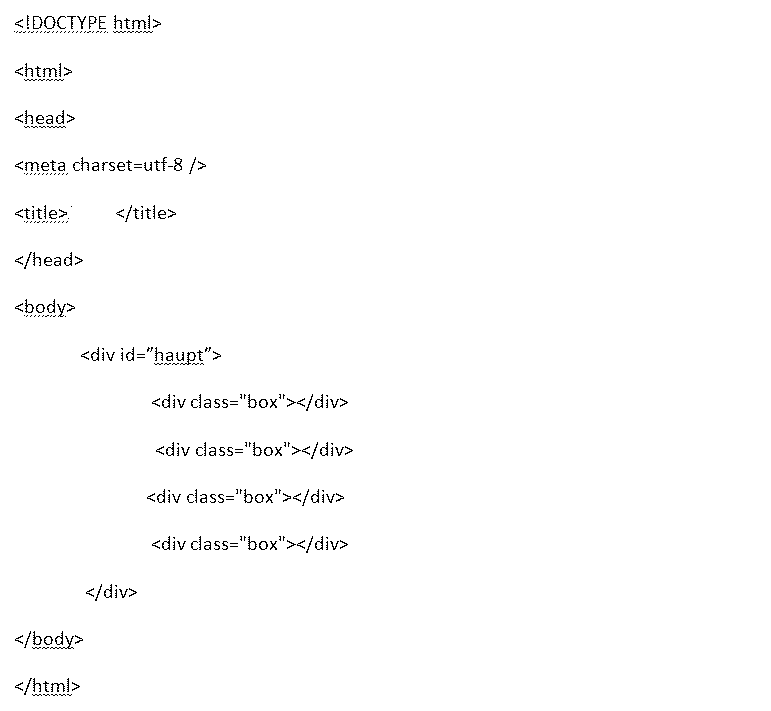 <!DOCTYPE html>
<html>
<head>
<meta charset=utf-8 />
<title> </title>
</head>
<body>
<div id=”haupt”>
<div class="box"></div>
<div class="box"></div>
<div class="box"></div>
<div class="box"></div>
</div>
</body>
</html>